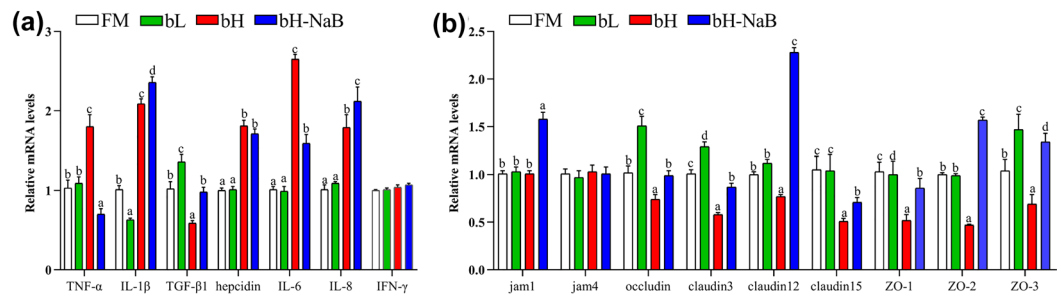 (a)
FM bL bH bH-NaB
Relative mRNA levels
4
3
2
1
0
b b c a
b a c d
b c a b
a a b b
a a c b
a a b b
TNF-α IL-1β TGF-β1 hepcidin IL-6 IL-8 IFN-γ
(b)
FM bL bH bH-NaB
Relative mRNA levels
2.5
2.0
1.5
1.0
0.5
0.0
b b b a
b c a b
c d a b
b b a c
c c a b
c d a b
b b a c
b c a d
jam1 jam4 occludin claudin3 claudin12 claudin15 ZO-1 ZO-2 ZO-3